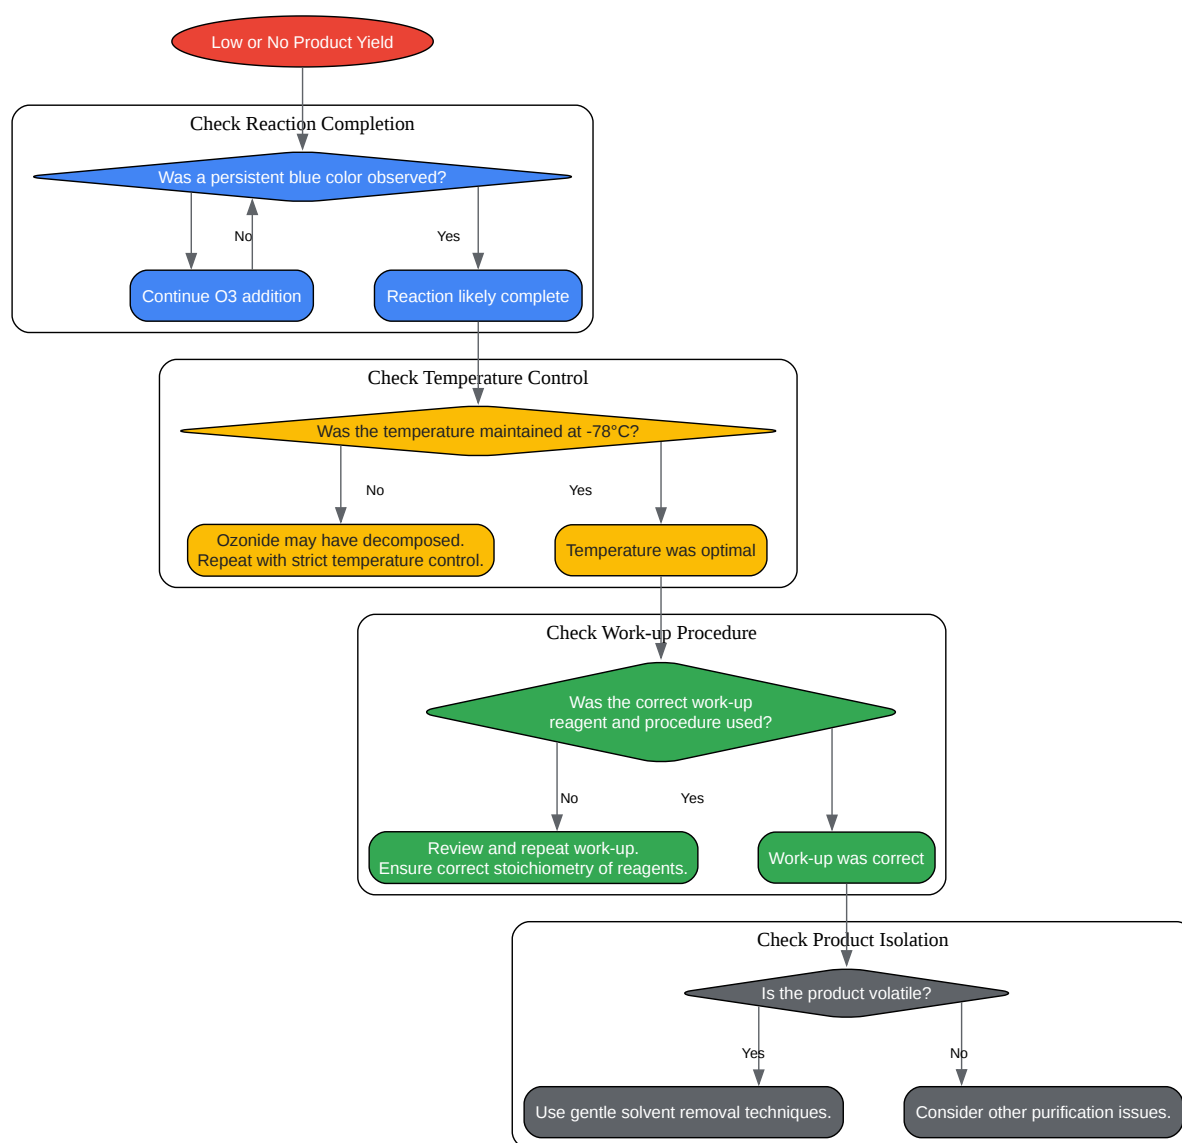 Low or No Product Yield
Check Reaction Completion
Was a persistent blue color observed?
No
Yes
Continue O3 addition
Reaction likely complete
Check Temperature Control
Was the temperature maintained at -78°C?
No
Yes
Ozonide may have decomposed.
Repeat with strict temperature control.
Temperature was optimal
Check Work-up Procedure
Was the correct work-up
reagent and procedure used?
No
Yes
Review and repeat work-up.
Ensure correct stoichiometry of reagents.
Work-up was correct
Check Product Isolation
Is the product volatile?
Yes
No
Use gentle solvent removal techniques.
Consider other purification issues.